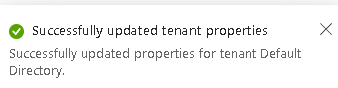 Successfully updated tenant properties
Successfully updated properties for tenant Default
Directory.